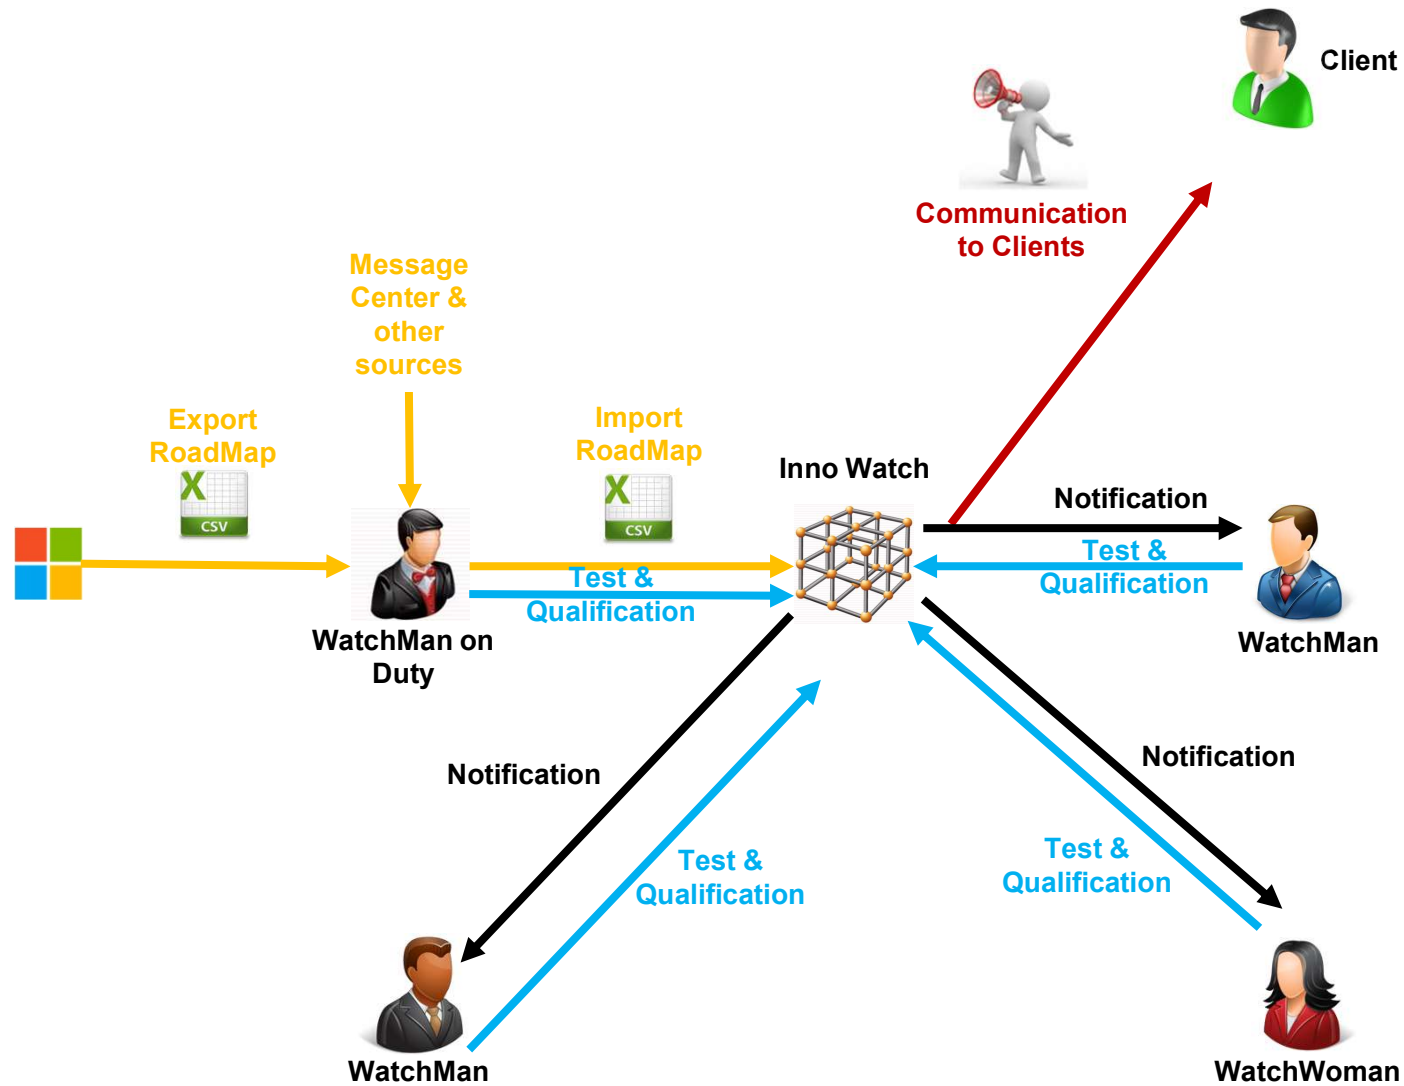 Client
Communication
to Clients
Message
Center &
other
sources
Export
RoadMap
X
CSV
Import
RoadMap
X
CSV
Inno Watch
Notification
Test &
Qualification
WatchMan
Test &
Qualification
WatchMan on
Duty
Notification
Test &
Qualification
Notification
Test &
Qualification
WatchMan
WatchWoman